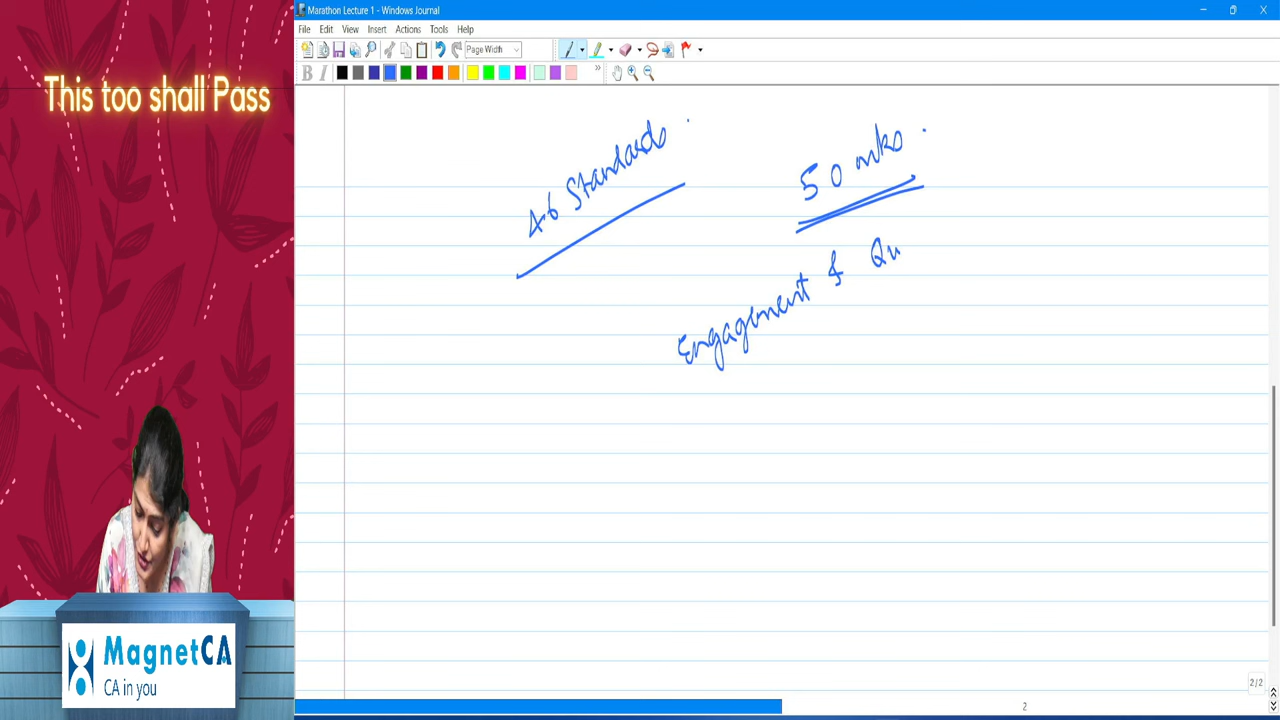 Marathon Lecture 1 - Windows Journal
File Edit View Insert Actions Tools Help
Page Width
B I
This too shall Pass
46 Standards
50 mks
Engagement & Qu
MagnetCA
CA in you
2/2
2